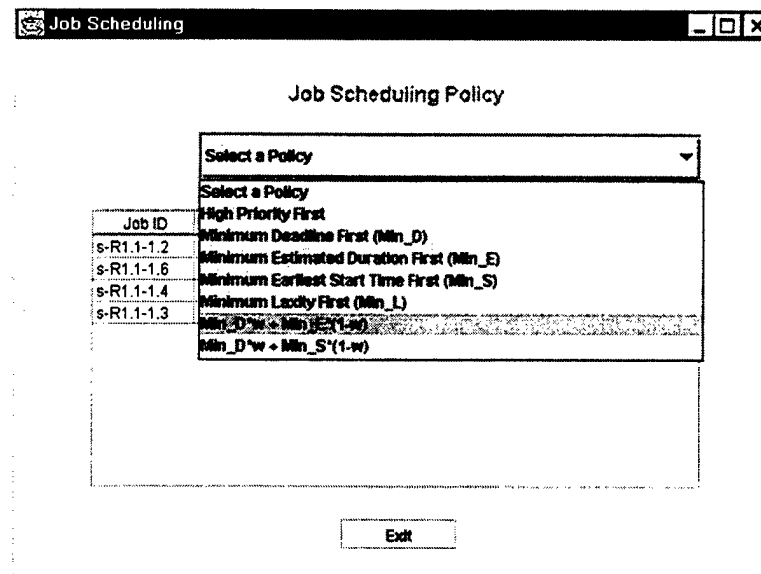 Job Scheduling
Job Scheduling Policy
Select a Policy
Select a Policy
High Priority First
Minimum Deadline First (Min_D)
Minimum Estimated Duration First (Min_E)
Minimum Earliest Start Time First (Min_S)
Minimum Laxity First (Min_L)
Min_D*w + Min_E*(1-w)
Min_D*w + Min_S*(1-w)
Job ID
s-R1.1-1.2
s-R1.1-1.6
s-R1.1-1.4
s-R1.1-1.3
Exit